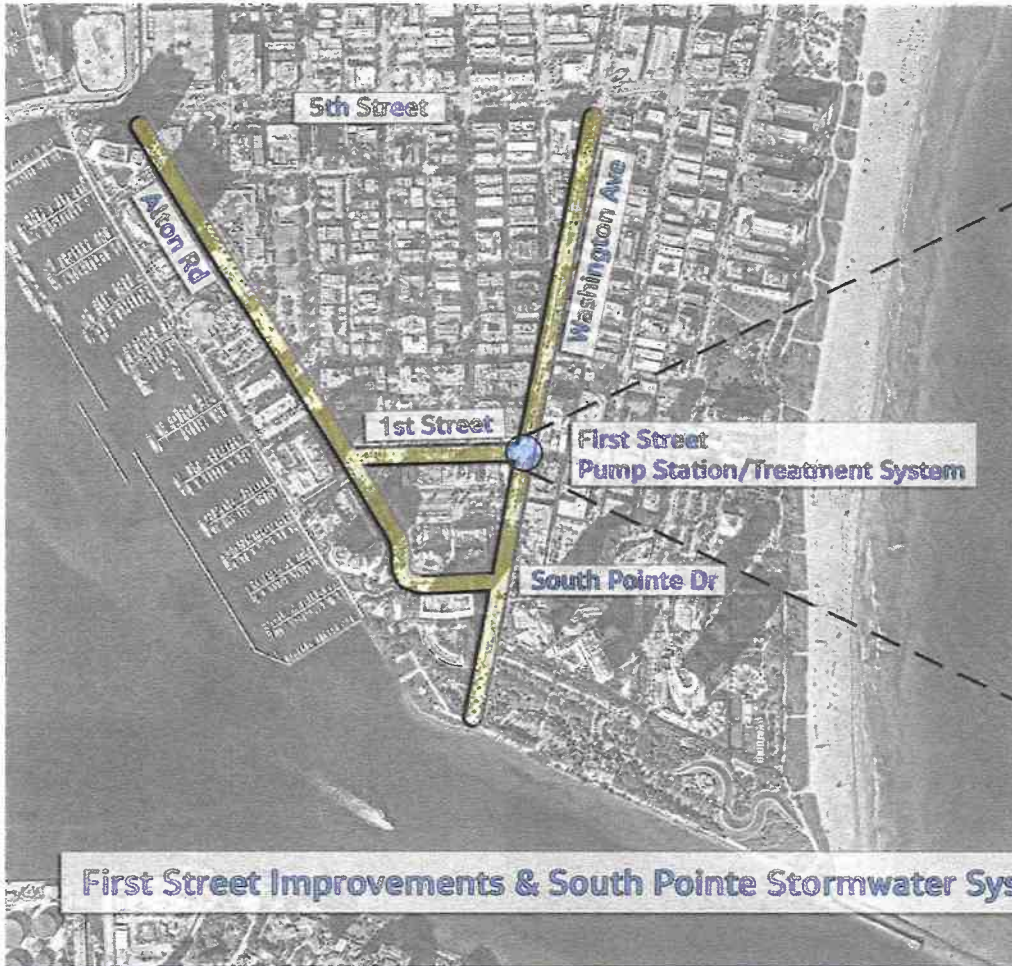 5th Street
Alton Rd
Washington Ave
1st Street
First Street
Pump Station/Treatment System
South Pointe Dr
First Street Improvements & South Pointe Stormwater Sys